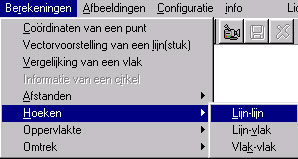 Berekeningen Afbeeldingen Configuratie info
Coördinaten van een punt
Vectorvoorstelling van een lijn(stuk)
Vergelijking van een vlak
Informatie van een cirkel
Afstanden
Hoeken
Oppervlakte
Omtrek
Lijn-lijn
Lijn-vlak
Vlak-vlak